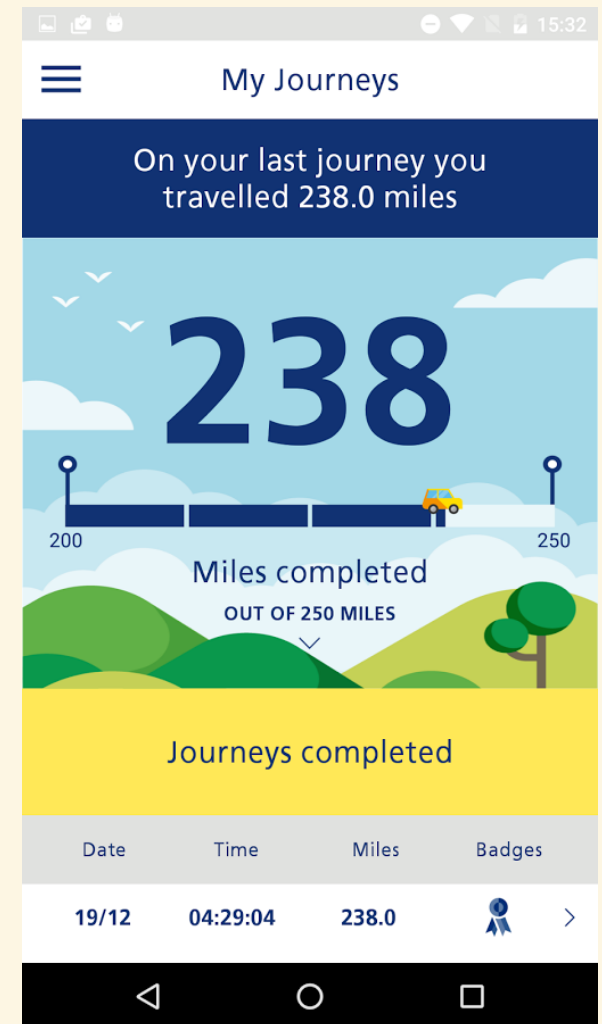 15:32
My Journeys
On your last journey you
travelled 238.0 miles
238
200 250
Miles completed
OUT OF 250 MILES
Journeys completed
Date Time Miles Badges
19/12 04:29:04 238.0